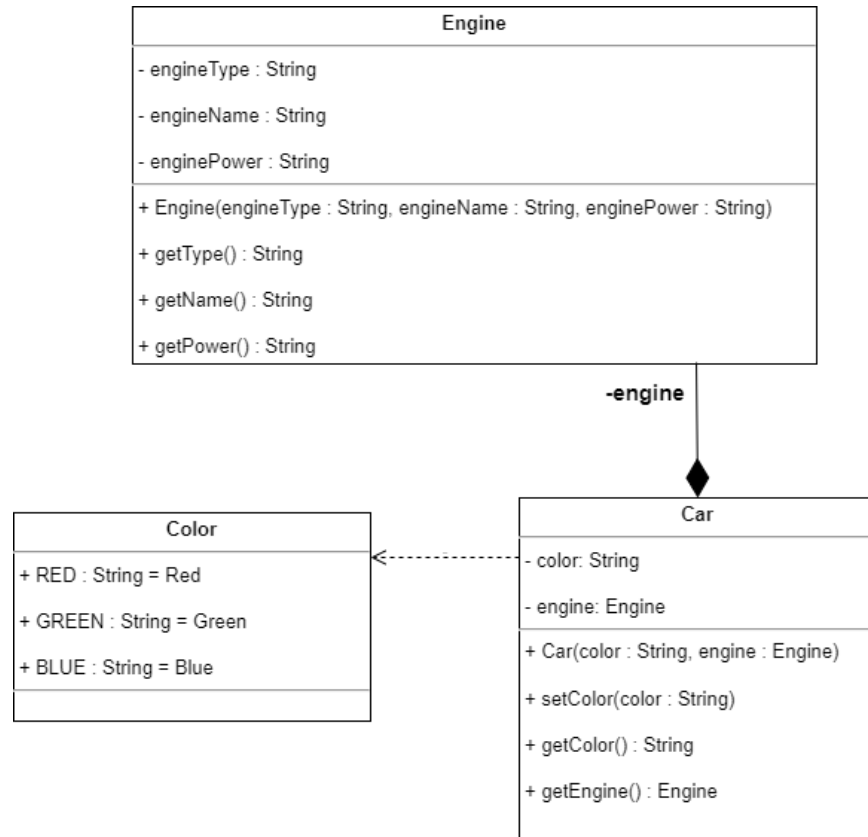 Engine
- engineType : String
- engineName : String
- enginePower : String
+ Engine(engineType : String, engineName : String, enginePower : String)
+ getType() : String
+ getName() : String
+ getPower() : String
-engine
Color
+ RED : String = Red
+ GREEN : String = Green
+ BLUE : String = Blue
Car
- color: String
- engine: Engine
+ Car(color : String, engine : Engine)
+ setColor(color : String)
+ getColor() : String
+ getEngine() : Engine